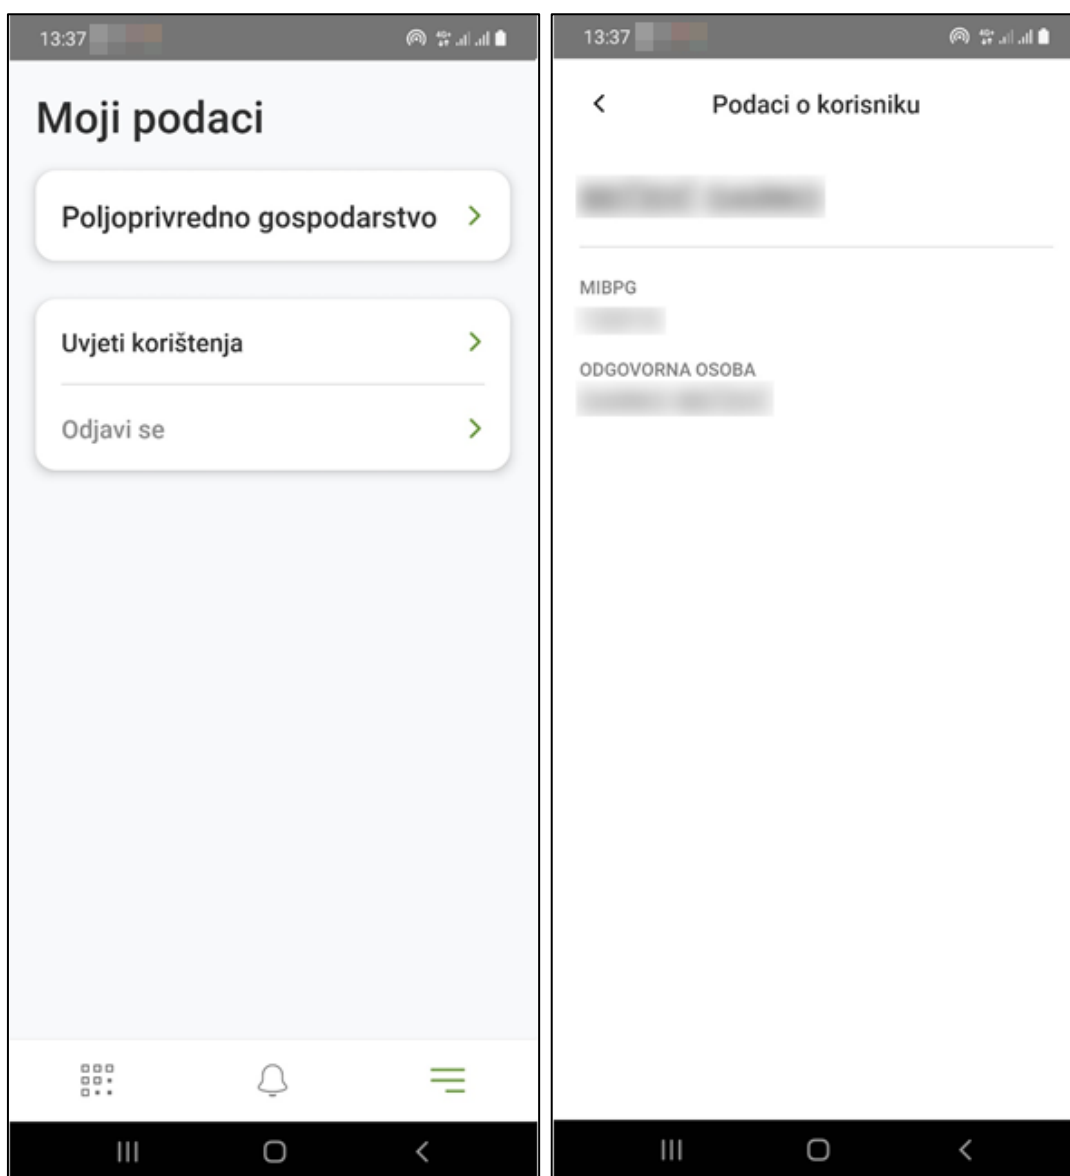 13:37
Moji podaci
Poljoprivredno gospodarstvo
Uvjeti korištenja
Odjavi se
13:37
Podaci o korisniku
MIBPG
ODGOVORNA OSOBA